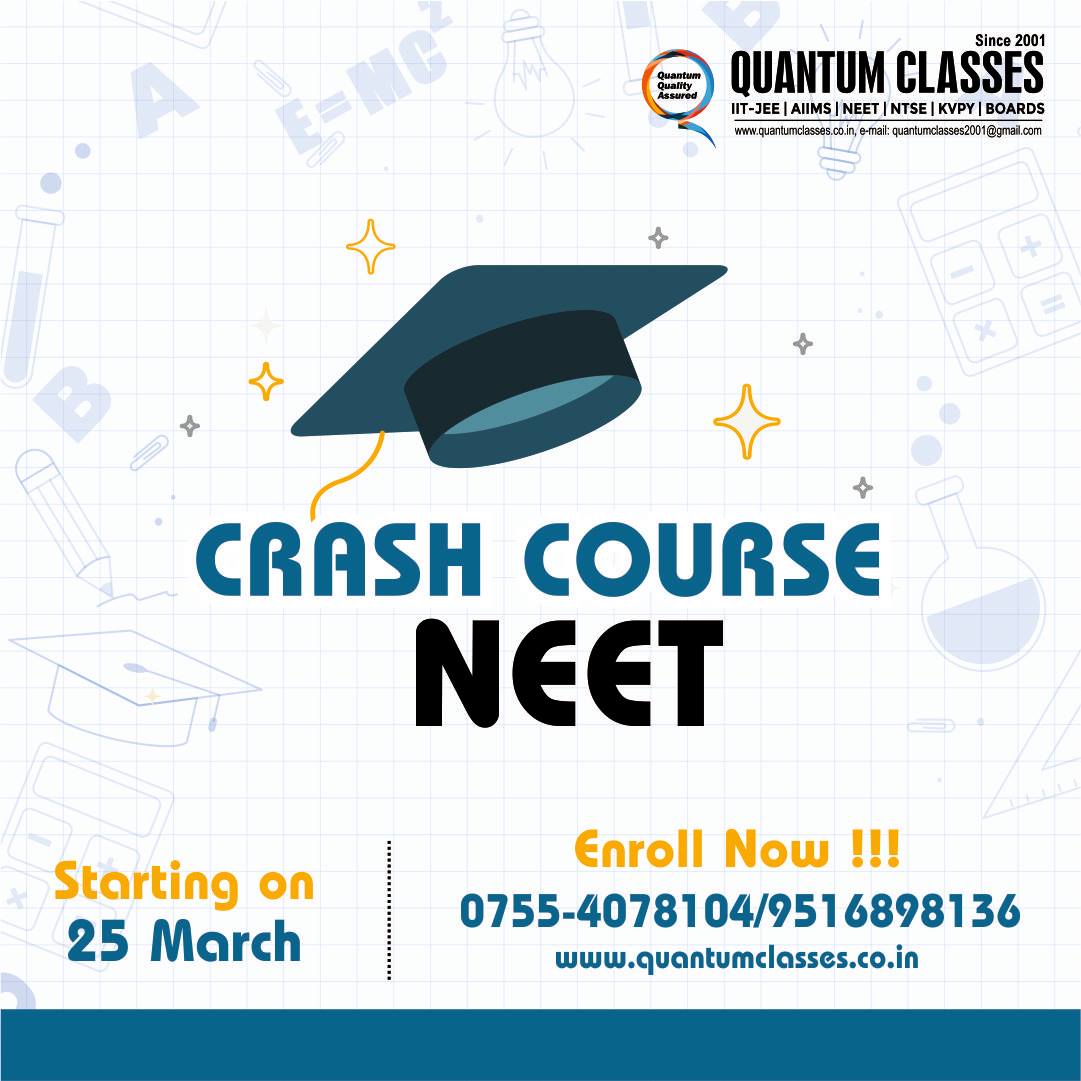 E=MC²
A
B
B
Since 2001
Quantum
Quality
Assured
QUANTUM CLASSES
IIT-JEE | AIIMS | NEET | NTSE | KVPY | BOARDS
www.quantumclasses.co.in, e-mail: quantumclasses2001@gmail.com
CRASH COURSE
NEET
Starting on
25 March
Enroll Now !!!
0755-4078104/9516898136
www.quantumclasses.co.in